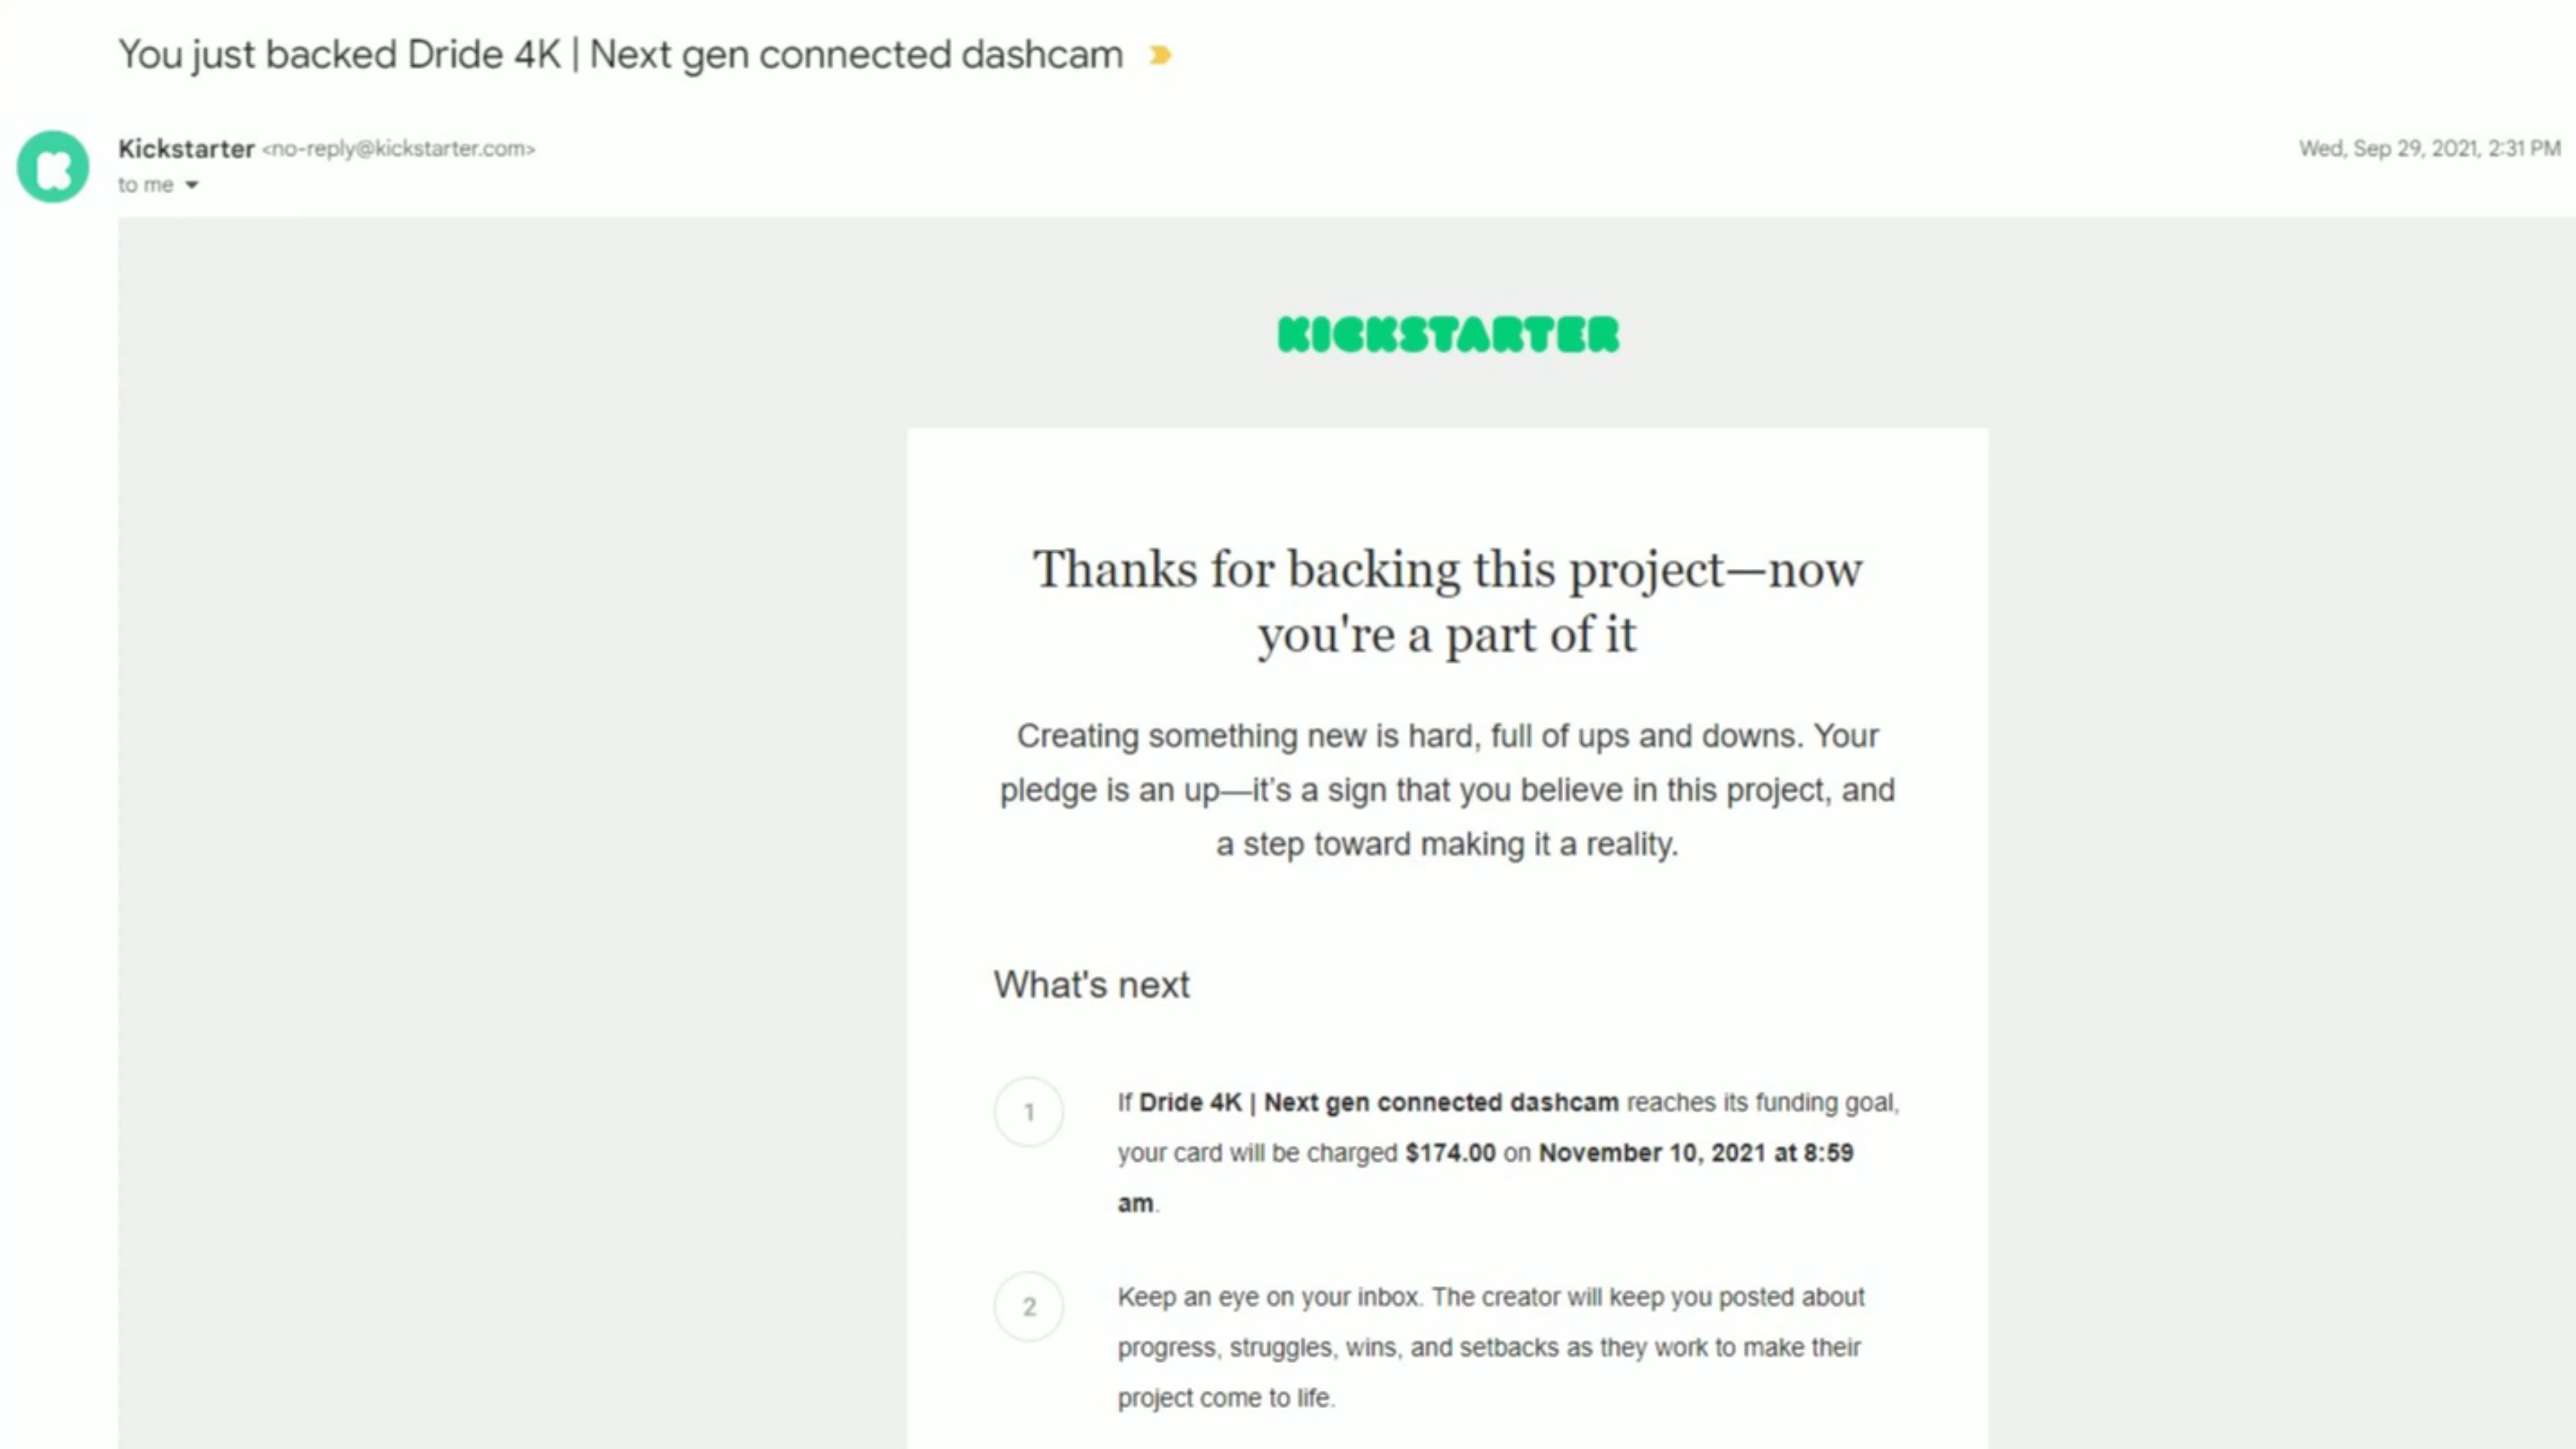 You just backed Dride 4K | Next gen connected dashcam
Kickstarter <no-reply@kickstarter.com>
Wed, Sep 29, 2021, 2:31 PM
to me
KICKSTARTER
Thanks for backing this project—now
you're a part of it
Creating something new is hard, full of ups and downs. Your
pledge is an up—it's a sign that you believe in this project, and
a step toward making it a reality.
What's next
1
If Dride 4K | Next gen connected dashcam reaches its funding goal,
your card will be charged $174.00 on November 10, 2021 at 8:59
am.
2
Keep an eye on your inbox. The creator will keep you posted about
progress, struggles, wins, and setbacks as they work to make their
project come to life.